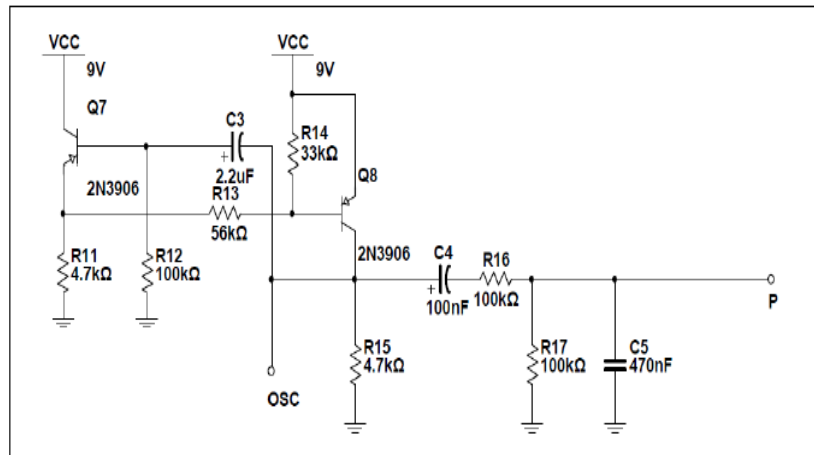 VCC
9V
Q7
2N3906
R11
4.7kΩ
R12
100kΩ
C3
+
2.2uF
R13
56kΩ
VCC
9V
R14
33kΩ
Q8
2N3906
C4
+
100nF
R16
100kΩ
R15
4.7kΩ
OSC
R17
100kΩ
C5
470nF
P